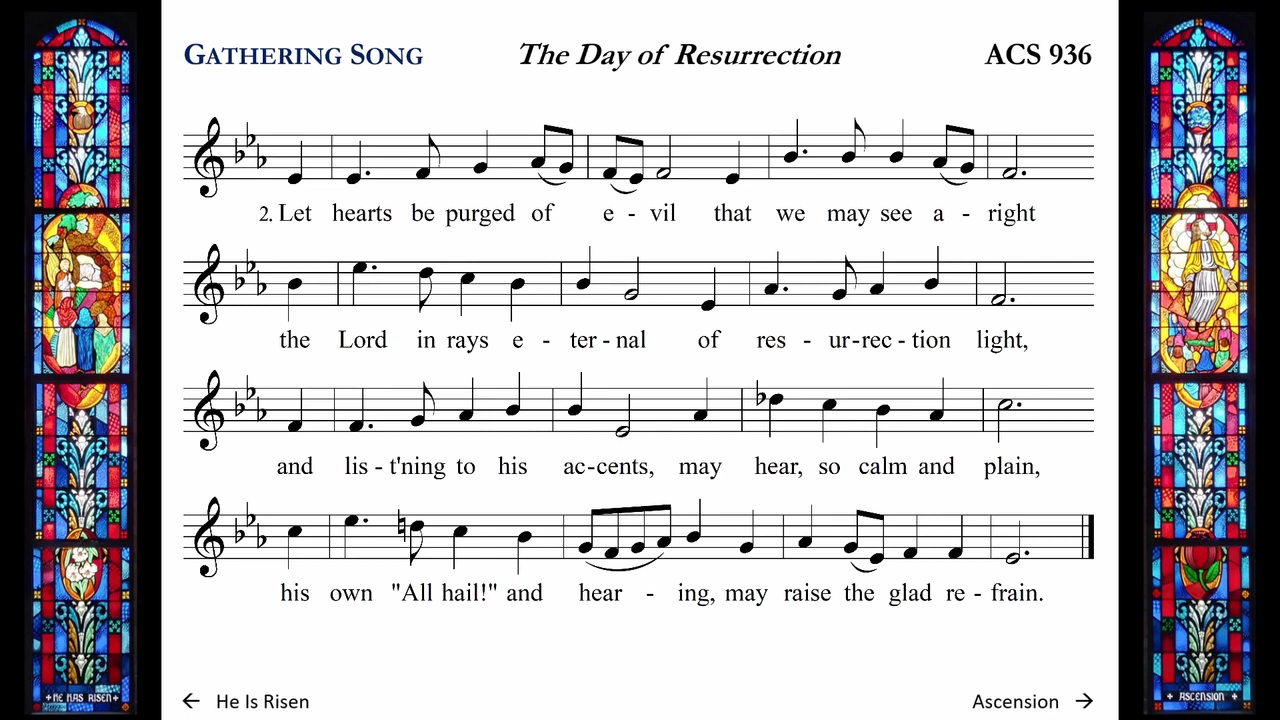 GATHERING SONG The Day of Resurrection ACS 936
2. Let hearts be purged of e - vil that we may see a - right
the Lord in rays e - ter - nal of res - ur - rec - tion light,
and lis - t'ning to his ac - cents, may hear, so calm and plain,
his own "All hail!" and hear - ing, may raise the glad re - frain.
← He Is Risen Ascension →
HE HAS RISEN
ASCENSION